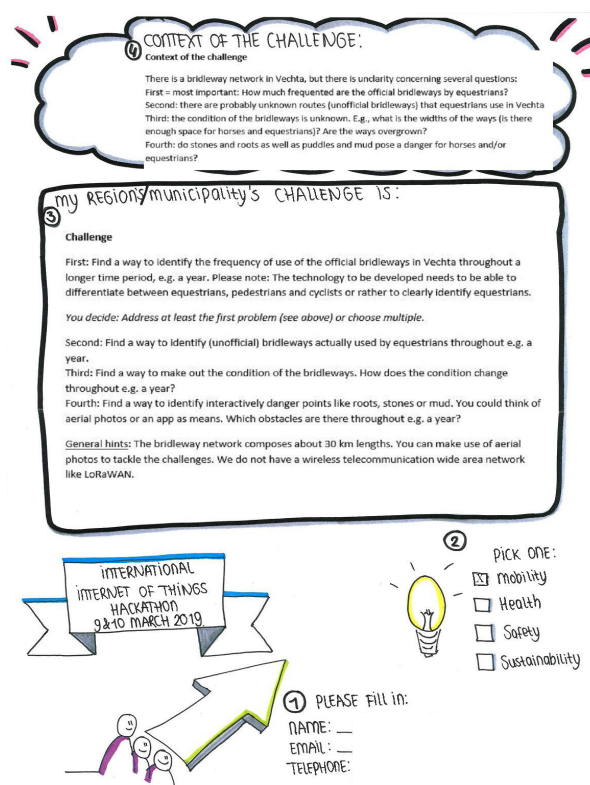 4 CONTEXT OF THE CHALLENGE:
Context of the challenge
There is a bridleway network in Vechta, but there is unclarity concerning several questions:
First = most important: How much frequented are the official bridleways by equestrians?
Second: there are probably unknown routes (unofficial bridleways) that equestrians use in Vechta
Third: the condition of the bridleways is unknown. E.g., what is the widths of the ways (is there
enough space for horses and equestrians)? Are the ways overgrown?
Fourth: do stones and roots as well as puddles and mud pose a danger for horses and/or
equestrians?
3 my REGION'S/municipality's CHALLENGE IS:
Challenge
First: Find a way to identify the frequency of use of the official bridleways in Vechta throughout a
longer time period, e.g. a year. Please note: The technology to be developed needs to be able to
differentiate between equestrians, pedestrians and cyclists or rather to clearly identify equestrians.
You decide: Address at least the first problem (see above) or choose multiple.
Second: Find a way to identify (unofficial) bridleways actually used by equestrians throughout e.g. a
year.
Third: Find a way to make out the condition of the bridleways. How does the condition change
throughout e.g. a year?
Fourth: Find a way to identify interactively danger points like roots, stones or mud. You could think of
aerial photos or an app as means. Which obstacles are there throughout e.g. a year?
General hints: The bridleway network composes about 30 km lengths. You can make use of aerial
photos to tackle the challenges. We do not have a wireless telecommunication wide area network
like LoRaWAN.
INTERNATIONAL
INTERNET OF THINGS
HACKATHON
9&10 MARCH 2019
2
PICK ONE:
X Mobility
Health
Safety
Sustainability
1 PLEASE Fill in:
NAME: __
EMAIL: __
TELEPHONE: